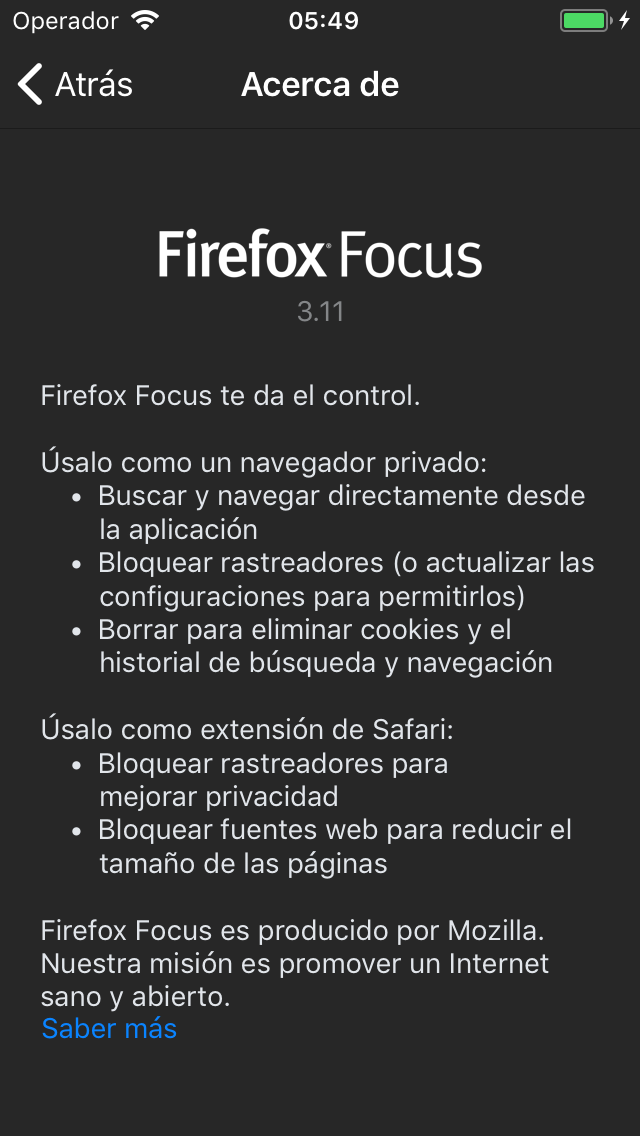 Operador 05:49
Atrás Acerca de
Firefox Focus
3.11
Firefox Focus te da el control.
Úsalo como un navegador privado:
• Buscar y navegar directamente desde
la aplicación
• Bloquear rastreadores (o actualizar las
configuraciones para permitirlos)
• Borrar para eliminar cookies y el
historial de búsqueda y navegación
Úsalo como extensión de Safari:
• Bloquear rastreadores para
mejorar privacidad
• Bloquear fuentes web para reducir el
tamaño de las páginas
Firefox Focus es producido por Mozilla.
Nuestra misión es promover un Internet
sano y abierto.
Saber más